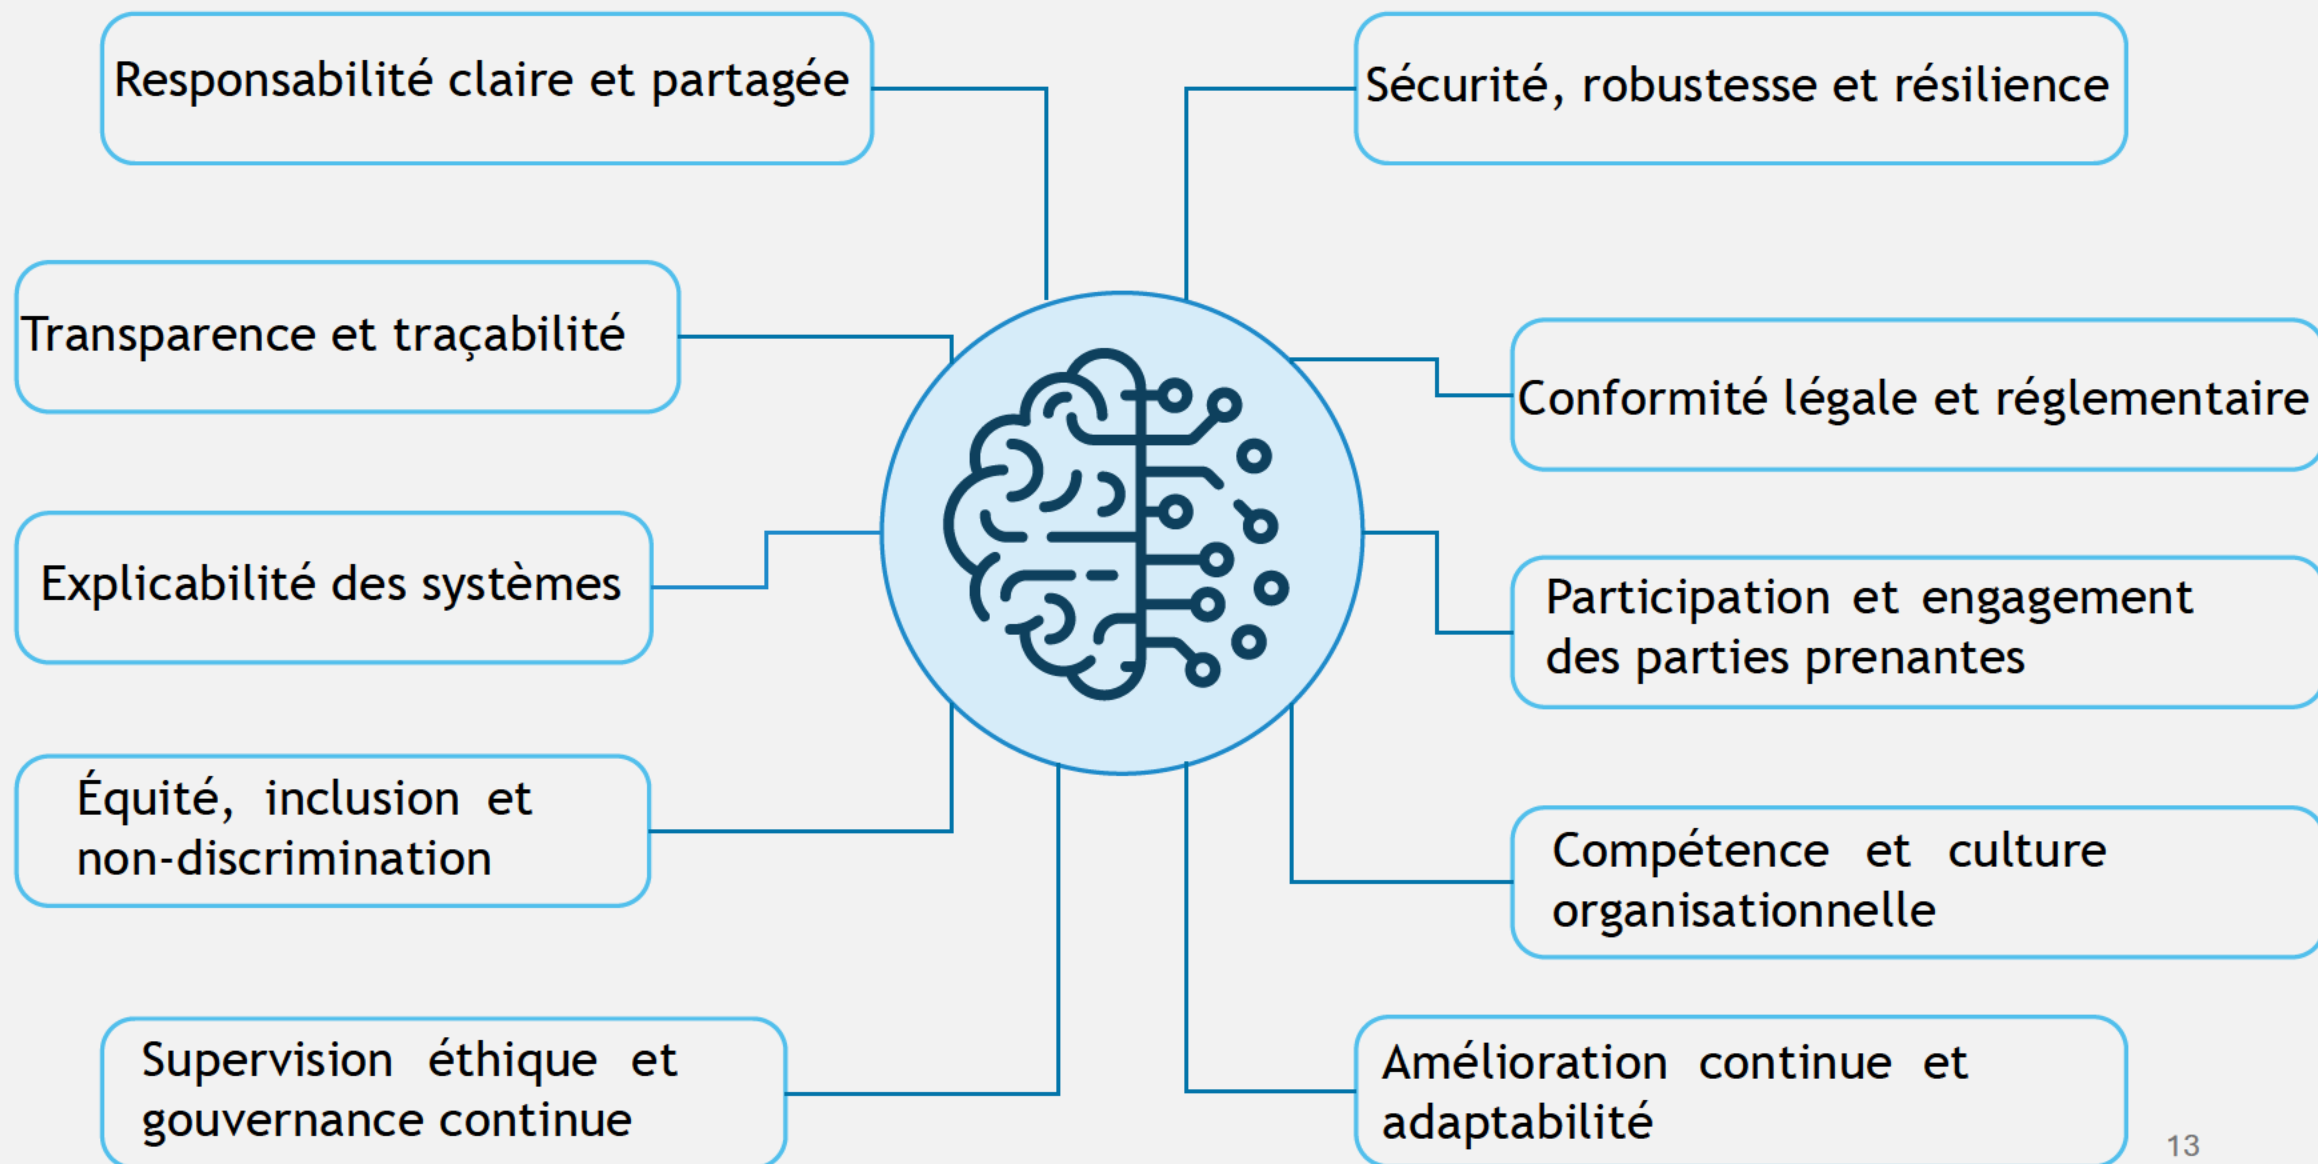 Responsabilité claire et partagée
Transparence et traçabilité
Explicabilité des systèmes
Équité, inclusion et
non-discrimination
Supervision éthique et
gouvernance continue
Sécurité, robustesse et résilience
Conformité légale et réglementaire
Participation et engagement
des parties prenantes
Compétence et culture
organisationnelle
Amélioration continue et
adaptabilité
13